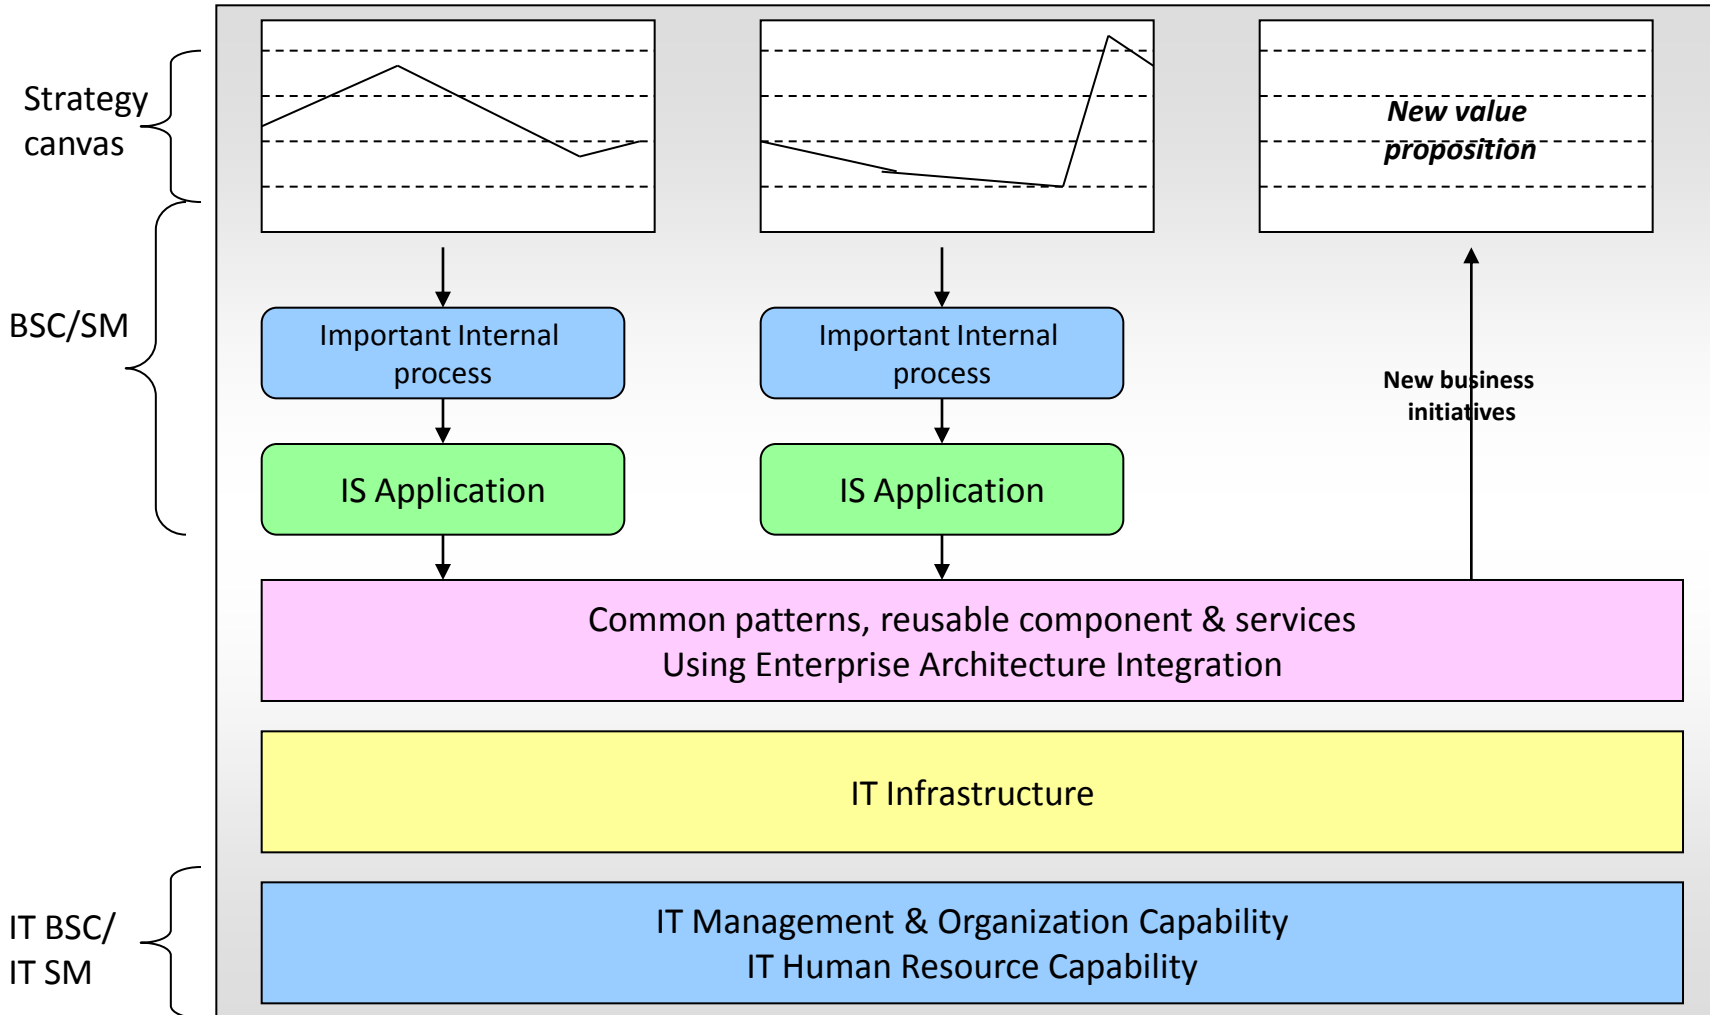 Strategy
canvas
New value
proposition
BSC/SM
Important Internal
process
Important Internal
process
New business
initiatives
IS Application
IS Application
Common patterns, reusable component & services
Using Enterprise Architecture Integration
IT Infrastructure
IT BSC/
IT SM
IT Management & Organization Capability
IT Human Resource Capability